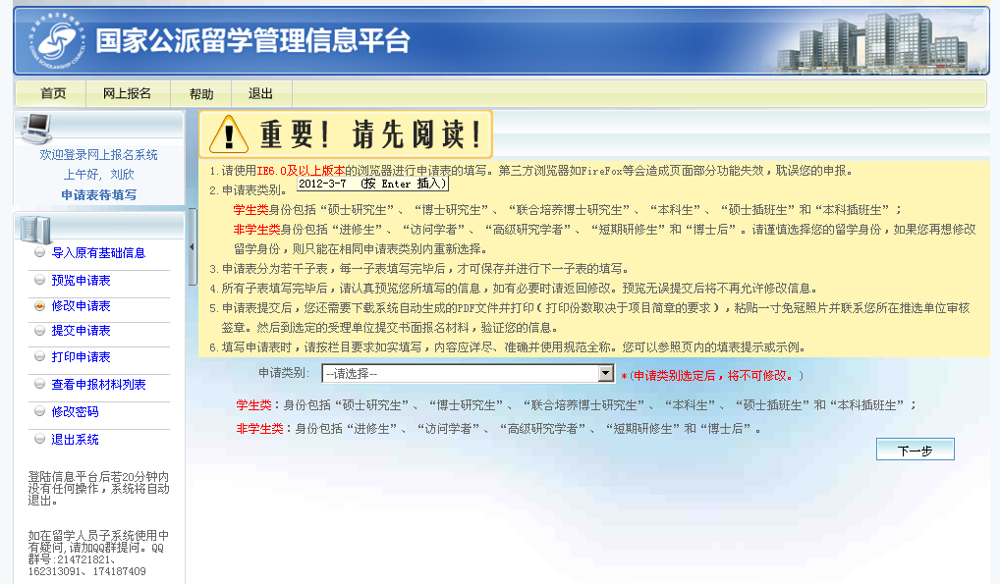 国家公派留学管理信息平台
首页 网上报名 帮助 退出
欢迎登录网上报名系统
上午好, 刘欣
申请表待填写
导入原有基础信息
预览申请表
修改申请表
提交申请表
打印申请表
查看申报材料列表
修改密码
退出系统
登陆信息平台后若20分钟内
没有任何操作，系统将自动
退出。
如在留学人员子系统使用中
有疑问,请加QQ群提问。QQ
群号:214721821、
162313091、174187409
重要！请先阅读！
1. 请使用IE6.0及以上版本的浏览器进行申请表的填写。第三方浏览器如FireFox等会造成页面部分功能失效，耽误您的申报。
2. 申请表类别。
2012-3-7 （按 Enter 插入）
学生类身份包括“硕士研究生”、“博士研究生”、“联合培养博士研究生”、“本科生”、“硕士插班生”和“本科插班生”；
非学生类身份包括“进修生”、“访问学者”、“高级研究学者”、“短期研修生”和“博士后”。请谨慎选择您的留学身份，如果您再想修改
留学身份，则只能在相同申请表类别内重新选择。
3. 申请表分为若干子表，每一子表填写完毕后，才可保存并进行下一子表的填写。
4. 所有子表填写完毕后，请认真预览您所填写的信息，如有必要时请返回修改。预览无误提交后将不再允许修改信息。
5. 申请表提交后，您还需要下载系统自动生成的PDF文件并打印（打印份数取决于项目简章的要求），粘贴一寸免冠照片并联系您所在推选单位审核
签章。然后到选定的受理单位提交书面报名材料，验证您的信息。
6. 填写申请表时，请按栏目要求如实填写，内容应详尽、准确并使用规范全称。您可以参照页内的填表提示或示例。
申请类别: --请选择-- *(申请类别选定后，将不可修改。)
学生类：身份包括“硕士研究生”、“博士研究生”、“联合培养博士研究生”、“本科生”、“硕士插班生”和“本科插班生”；
非学生类：身份包括“进修生”、“访问学者”、“高级研究学者”、“短期研修生”和“博士后”。
下一步